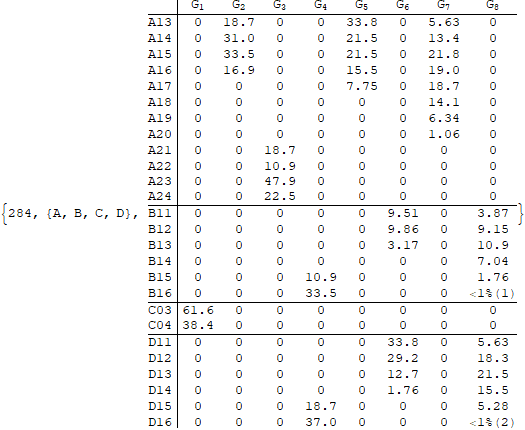 G1 G2 G3 G4 G5 G6 G7 G8
A13 0 18.7 0 0 33.8 0 5.63 0
A14 0 31.0 0 0 21.5 0 13.4 0
A15 0 33.5 0 0 21.5 0 21.8 0
A16 0 16.9 0 0 15.5 0 19.0 0
A17 0 0 0 0 7.75 0 18.7 0
A18 0 0 0 0 0 0 14.1 0
A19 0 0 0 0 0 0 6.34 0
A20 0 0 0 0 0 0 1.06 0
A21 0 0 18.7 0 0 0 0 0
A22 0 0 10.9 0 0 0 0 0
A23 0 0 47.9 0 0 0 0 0
A24 0 0 22.5 0 0 0 0 0
{284, {A, B, C, D}, B11 0 0 0 0 0 9.51 0 3.87 }
B12 0 0 0 0 0 9.86 0 9.15
B13 0 0 0 0 0 3.17 0 10.9
B14 0 0 0 0 0 0 0 7.04
B15 0 0 0 10.9 0 0 0 1.76
B16 0 0 0 33.5 0 0 0 <1%(1)
C03 61.6 0 0 0 0 0 0 0
C04 38.4 0 0 0 0 0 0 0
D11 0 0 0 0 0 33.8 0 5.63
D12 0 0 0 0 0 29.2 0 18.3
D13 0 0 0 0 0 12.7 0 21.5
D14 0 0 0 0 0 1.76 0 15.5
D15 0 0 0 18.7 0 0 0 5.28
D16 0 0 0 37.0 0 0 0 <1%(2)